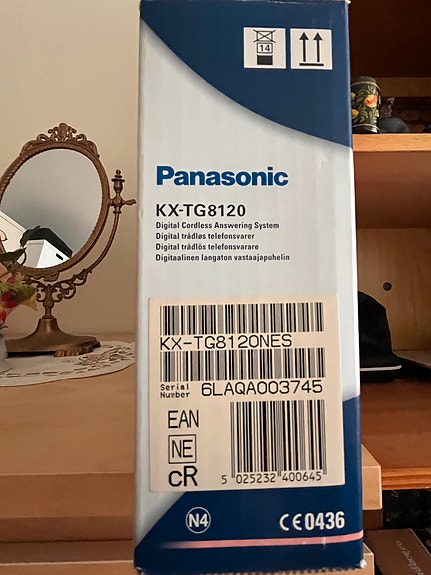 14
Panasonic
KX-TG8120
Digital Cordless Answering System
Digital trådløs telefonsvarer
Digital trådlös telefonsvarare
Digitaalinen langaton vastaajapuhelin
KX-TG8120NES
Serial Number 6LAQA003745
EAN
NE
CR
5 025232 400645
N4
CE0436